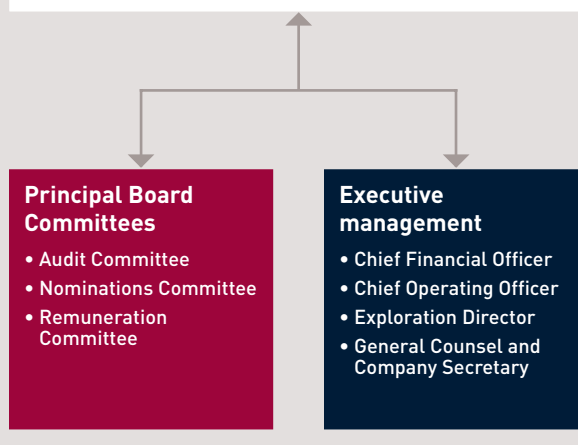 Principal Board
Committees
• Audit Committee
• Nominations Committee
• Remuneration
Committee
Executive
management
• Chief Financial Officer
• Chief Operating Officer
• Exploration Director
• General Counsel and
Company Secretary